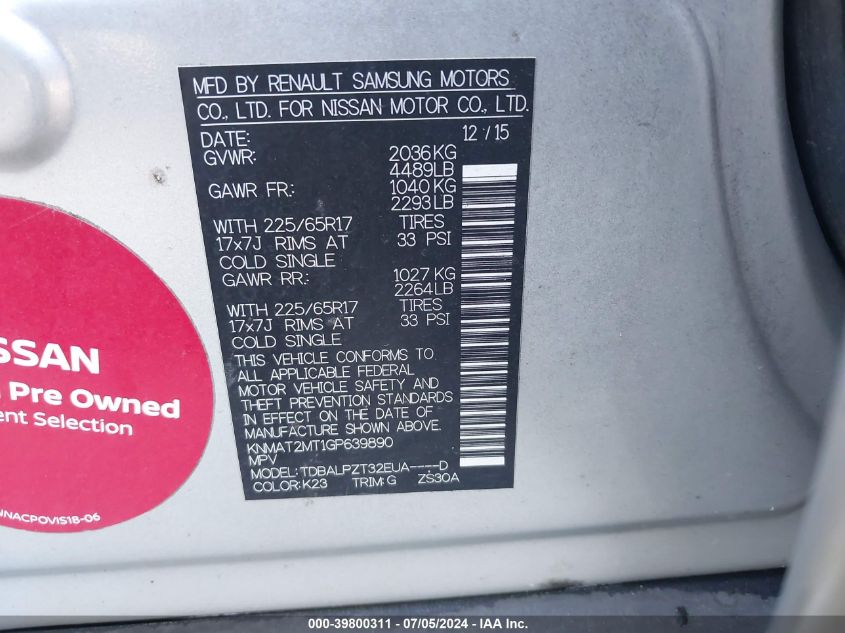 MFD BY RENAULT SAMSUNG MOTORS
CO., LTD. FOR NISSAN MOTOR CO., LTD.
DATE: 12/15
GVWR: 2036KG
4489LB
GAWR FR: 1040KG
2293LB
WITH 225/65R17 TIRES
17x7J RIMS AT 33 PSI
COLD SINGLE
GAWR RR: 1027KG
2264LB
WITH 225/65R17 TIRES
17x7J RIMS AT 33 PSI
COLD SINGLE
THIS VEHICLE CONFORMS TO
ALL APPLICABLE FEDERAL
MOTOR VEHICLE SAFETY AND
THEFT PREVENTION STANDARDS
IN EFFECT ON THE DATE OF
MANUFACTURE SHOWN ABOVE.
KNMAT2MT1GP639890
MPV
MODEL: TDBALPZT32EUA----D
COLOR:K23 TRIM:G ZS30A
SSAN
Pre Owned
ent Selection
NACPOVIS18-06
000-39800311 - 07/05/2024 - IAAI.com